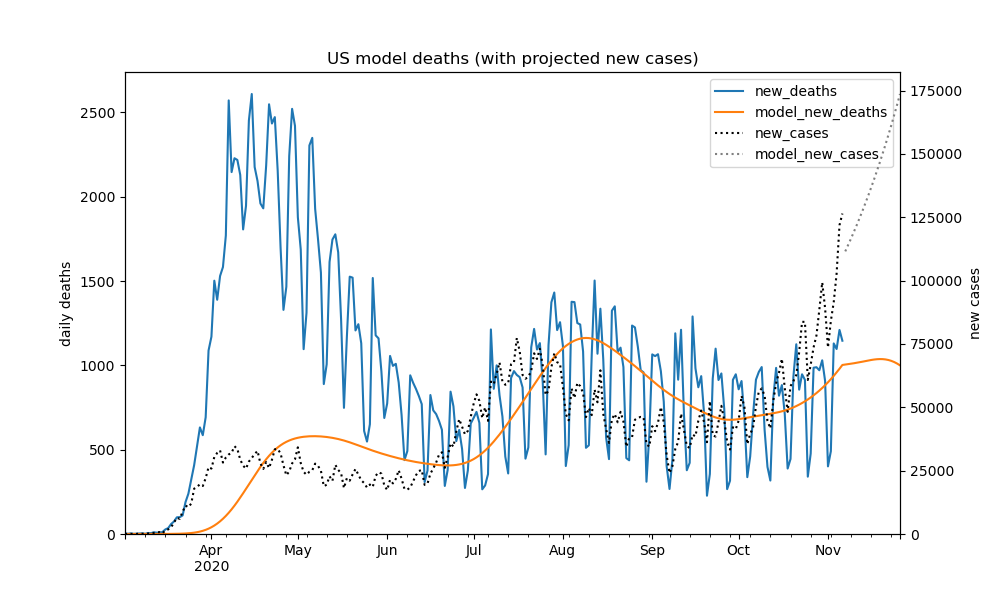 US model deaths (with projected new cases)
new_deaths
model_new_deaths
new_cases
model_new_cases
daily deaths
2500
2000
1500
1000
500
0
new cases
175000
150000
125000
100000
75000
50000
25000
0
Apr
2020
May
Jun
Jul
Aug
Sep
Oct
Nov